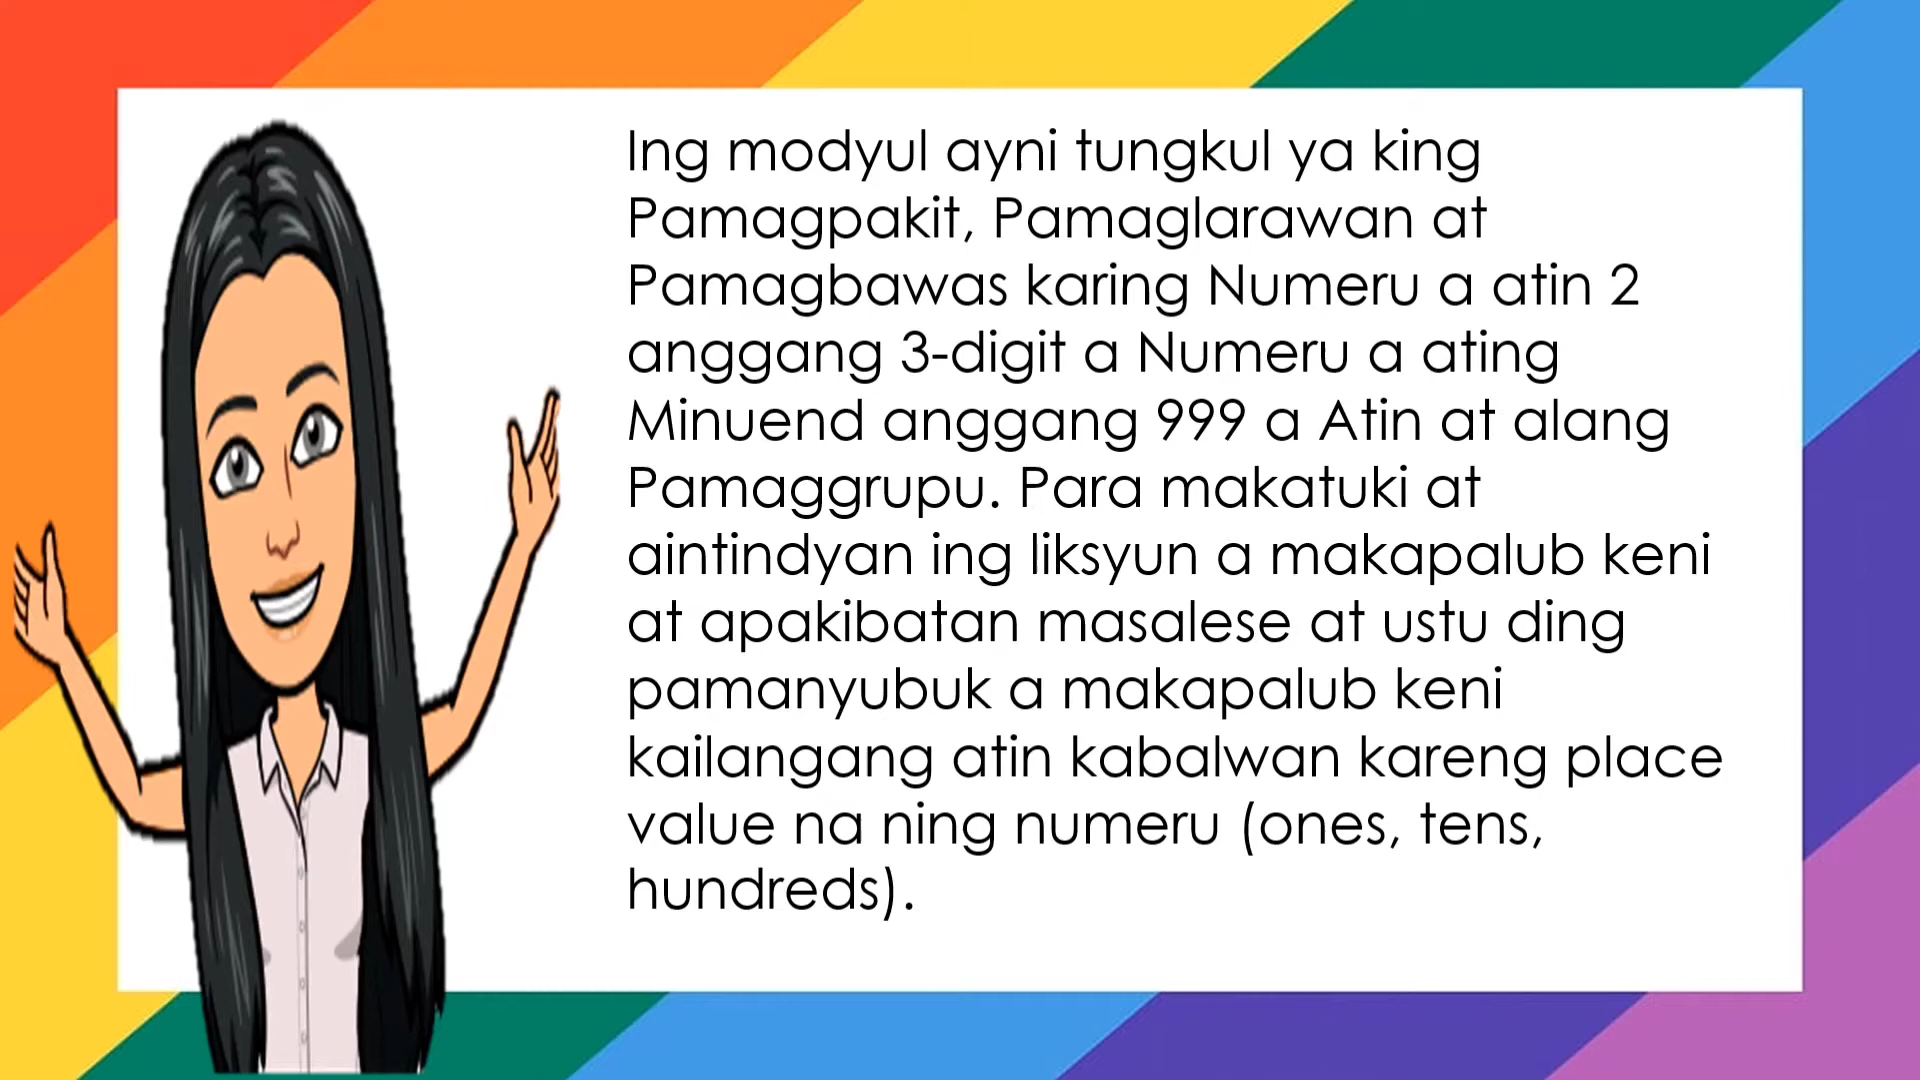 Ing modyul ayni tungkul ya king
Pamagpakit, Pamaglarawan at
Pamagbawas karing Numeru a atin 2
anggang 3-digit a Numeru a ating
Minuend anggang 999 a Atin at alang
Pamaggrupu. Para makatuki at
aintindyan ing liksyun a makapalub keni
at apakibatan masalese at ustu ding
pamanyubuk a makapalub keni
kailangang atin kabalwan kareng place
value na ning numeru (ones, tens,
hundreds).